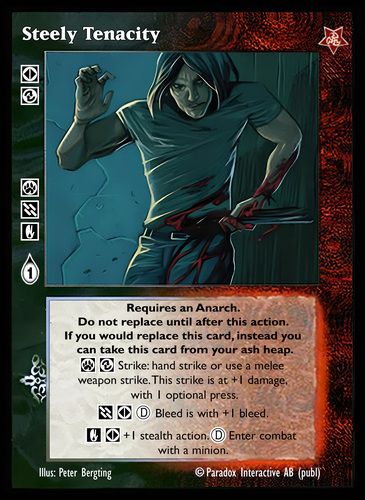 Steely Tenacity
1
Requires an Anarch.
Do not replace until after this action.
If you would replace this card, instead you
can take this card from your ash heap.
Strike: hand strike or use a melee
weapon strike. This strike is at +1 damage,
with 1 optional press.
D Bleed is with +1 bleed.
+1 stealth action. D Enter combat
with a minion.
Illus: Peter Bergting © Paradox Interactive AB (publ)